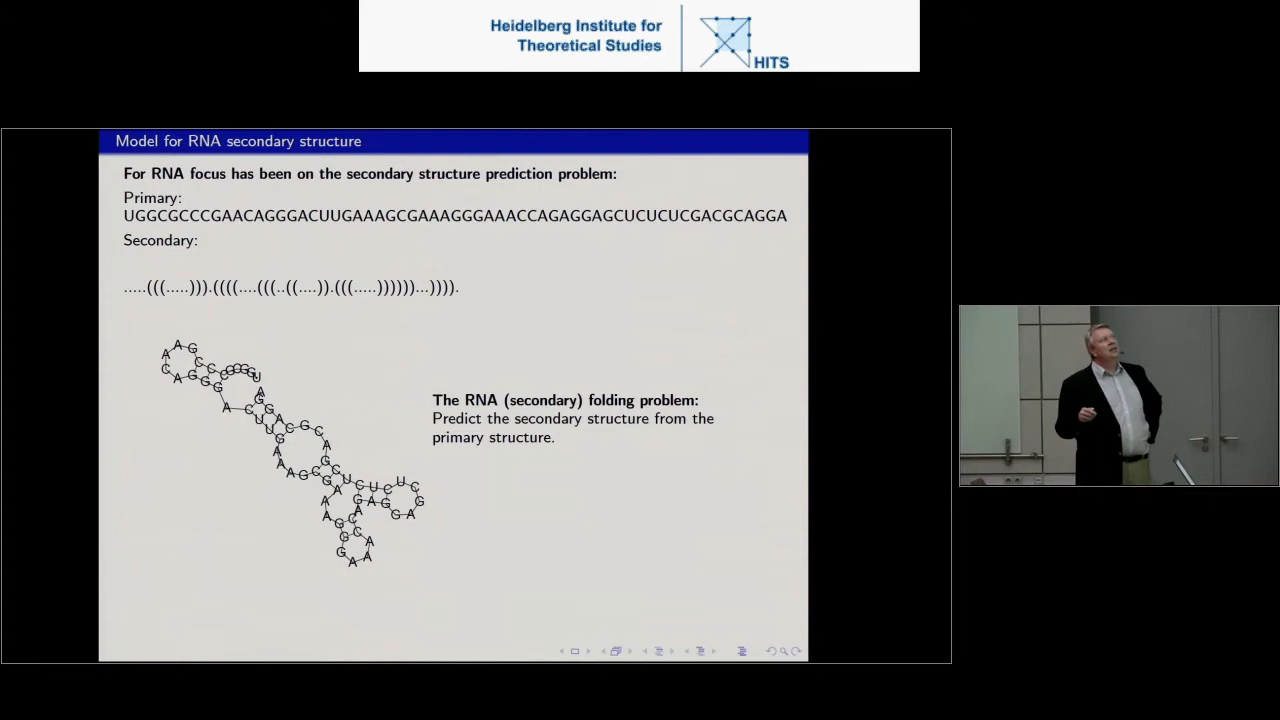 Heidelberg Institute for
Theoretical Studies
HITS
Model for RNA secondary structure
For RNA focus has been on the secondary structure prediction problem:
Primary:
UGGCGCCCGAACAGGGACUUGAAAGCGAAAGGGAAACCAGAGGAGCUCUCUCGACGCAGGA
Secondary:
.....(((.....))).((((....(((..((....)).(((.....))))))...)))).
The RNA (secondary) folding problem:
Predict the secondary structure from the
primary structure.